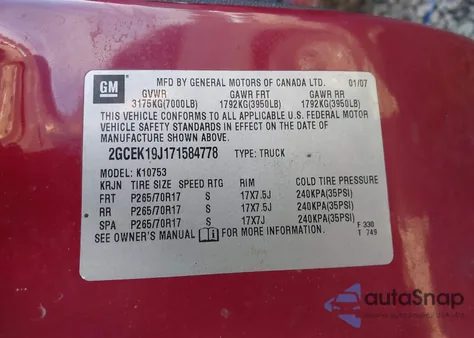 GM
MFD BY GENERAL MOTORS OF CANADA LTD. 01/07
GVWR GAWR FRT GAWR RR
3175KG(7000LB) 1792KG(3950LB) 1792KG(3950LB)
THIS VEHICLE CONFORMS TO ALL APPLICABLE U.S. FEDERAL MOTOR
VEHICLE SAFETY STANDARDS IN EFFECT ON THE DATE OF
MANUFACTURE SHOWN ABOVE.
2GCEK19J171584778 TYPE: TRUCK
MODEL: K10753
KRJN TIRE SIZE SPEED RTG RIM COLD TIRE PRESSURE
FRT P265/70R17 S 17X7.5J 240KPA(35PSI)
RR P265/70R17 S 17X7.5J 240KPA(35PSI)
SPA P265/70R17 S 17X7J 240KPA(35PSI)
SEE OWNER'S MANUAL FOR MORE INFORMATION. F 330
T 749
autoSnap
TRUSTED BY EXPERTS